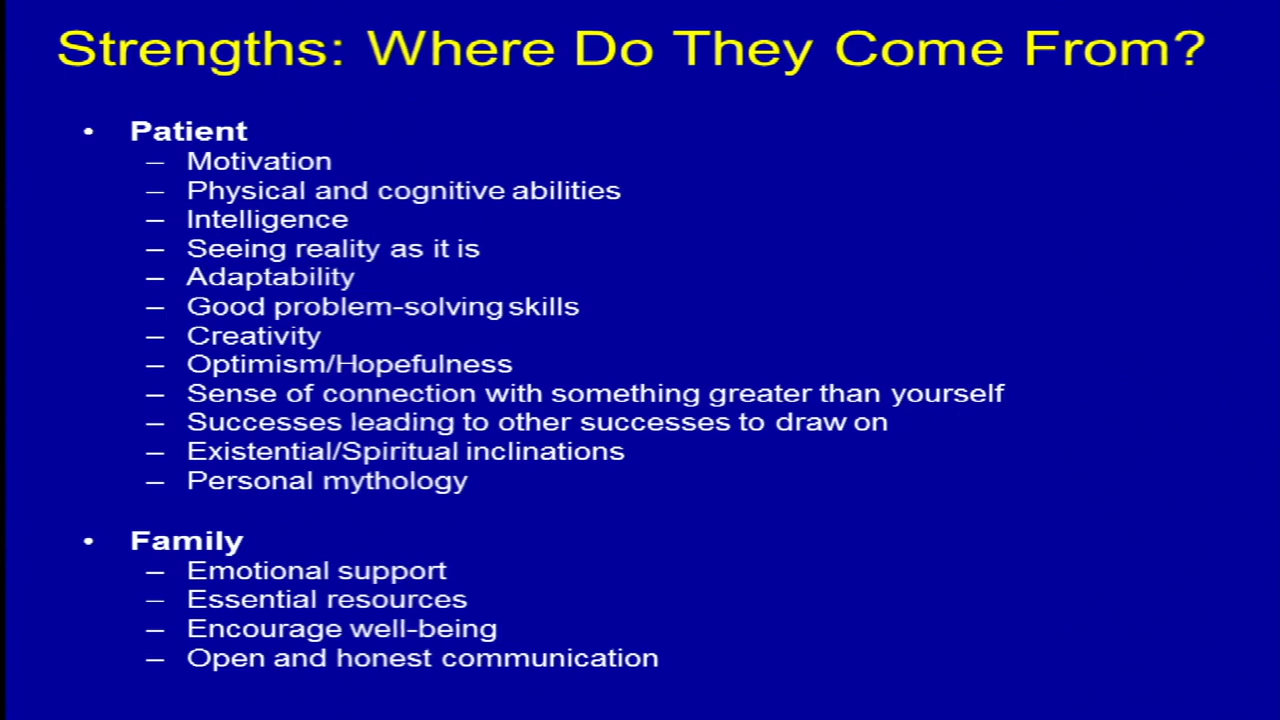 Strengths: Where Do They Come From?
• Patient
– Motivation
– Physical and cognitive abilities
– Intelligence
– Seeing reality as it is
– Adaptability
– Good problem-solving skills
– Creativity
– Optimism/Hopefulness
– Sense of connection with something greater than yourself
– Successes leading to other successes to draw on
– Existential/Spiritual inclinations
– Personal mythology
• Family
– Emotional support
– Essential resources
– Encourage well-being
– Open and honest communication